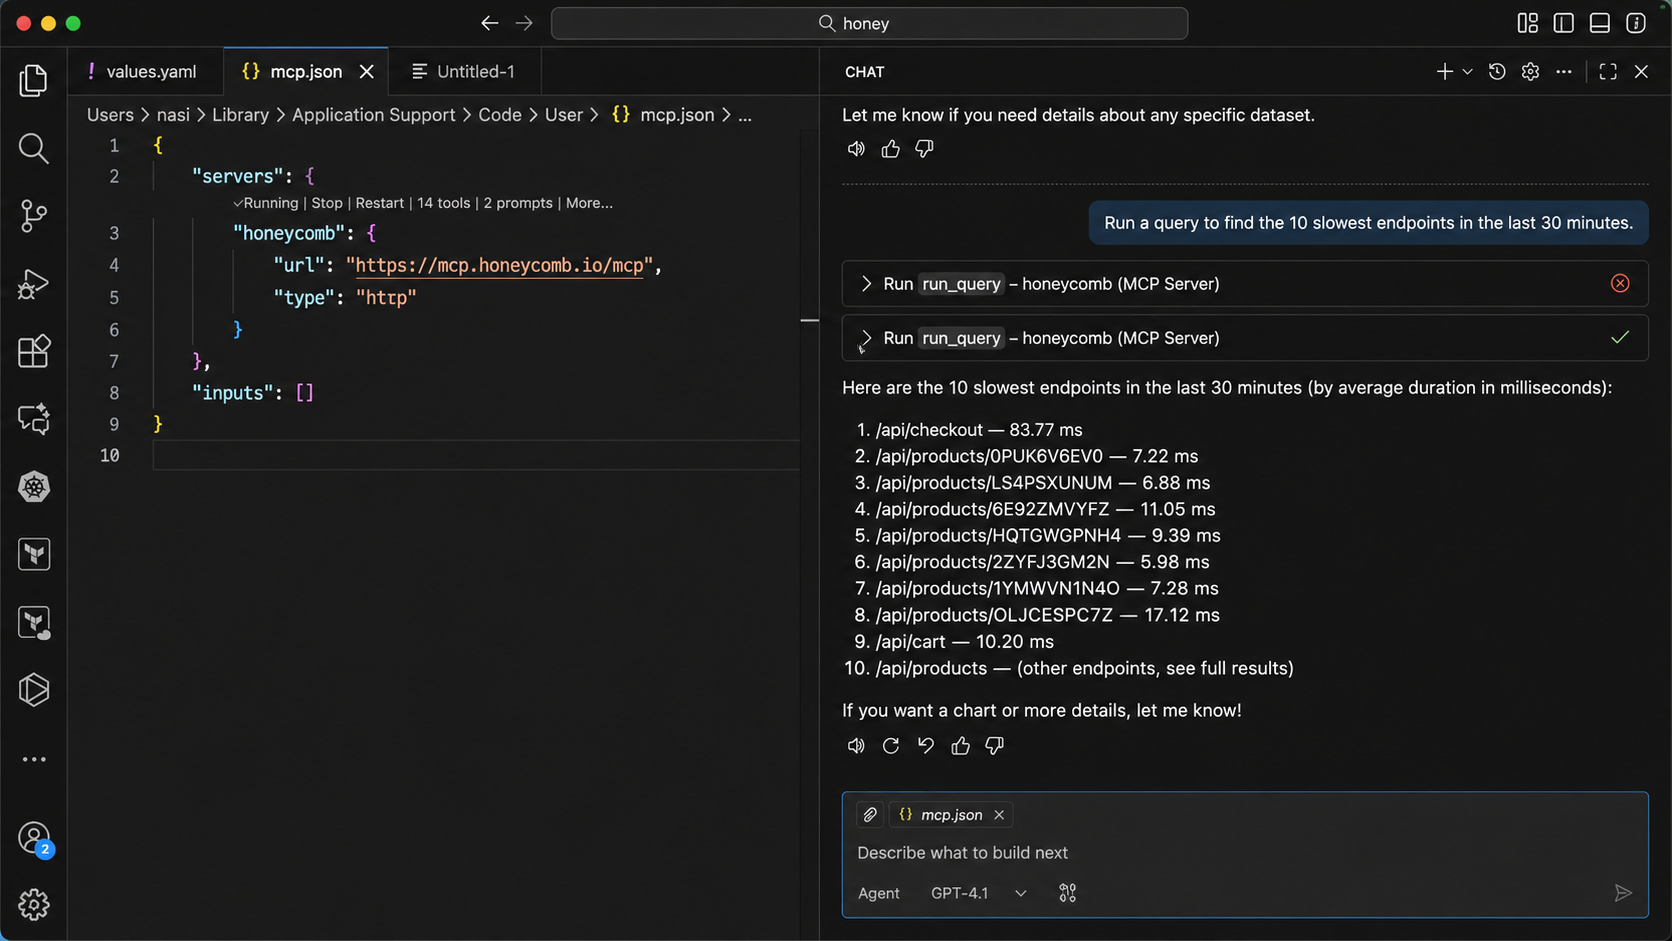 honey
values.yaml
{} mcp.json
Untitled-1
Users > nasi > Library > Application Support > Code > User > {} mcp.json > ...
1 {
2 "servers": {
✓Running | Stop | Restart | 14 tools | 2 prompts | More...
3 "honeycomb": {
4 "url": "https://mcp.honeycomb.io/mcp",
5 "type": "http"
6 }
7 },
8 "inputs": []
9 }
10
2
CHAT
Let me know if you need details about any specific dataset.
Run a query to find the 10 slowest endpoints in the last 30 minutes.
Run run_query – honeycomb (MCP Server)
Run run_query – honeycomb (MCP Server)
Here are the 10 slowest endpoints in the last 30 minutes (by average duration in milliseconds):
1. /api/checkout — 83.77 ms
2. /api/products/0PUK6V6EV0 — 7.22 ms
3. /api/products/LS4PSXUNUM — 6.88 ms
4. /api/products/6E92ZMVYFZ — 11.05 ms
5. /api/products/HQTGWGPNH4 — 9.39 ms
6. /api/products/2ZYFJ3GM2N — 5.98 ms
7. /api/products/1YMWVN1N4O — 7.28 ms
8. /api/products/OLJCESPC7Z — 17.12 ms
9. /api/cart — 10.20 ms
10. /api/products — (other endpoints, see full results)
If you want a chart or more details, let me know!
{} mcp.json
Describe what to build next
Agent GPT-4.1